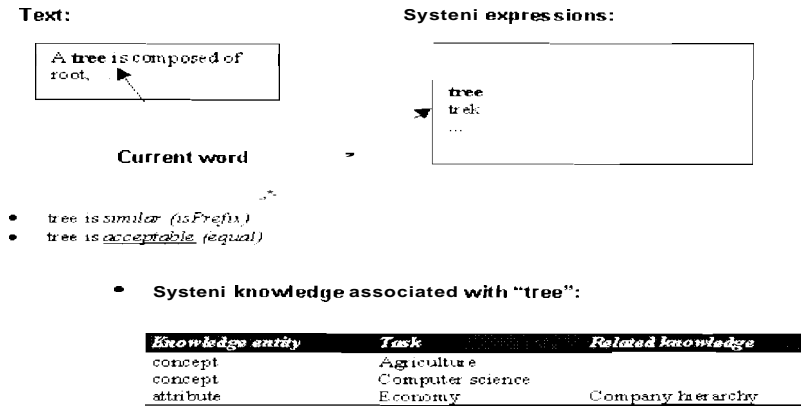 Text:
Systeni expressions:
A tree is composed of
root,
tree
trek
...
Current word
• tree is similar (isPrefix)
• tree is acceptable (equal)
• Systeni knowledge associated with “tree”:
Knowledge entity Task Related knowledge
concept Agriculture
concept Computer science
attribute Economy Company hierarchy